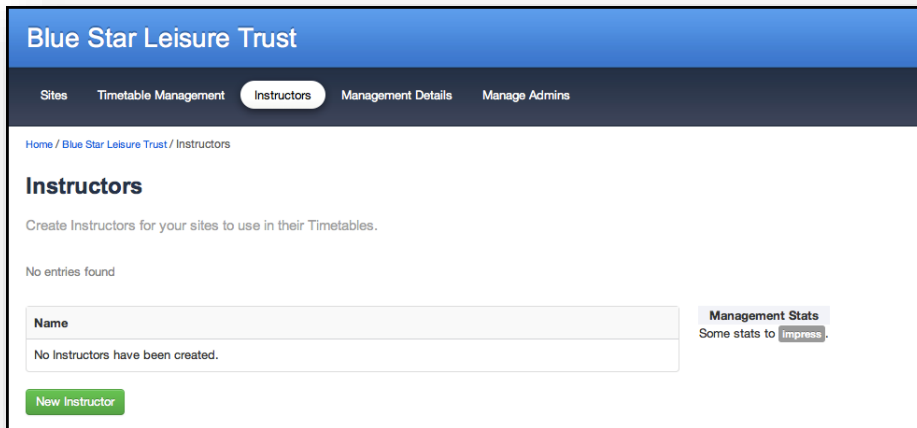 Blue Star Leisure Trust
Sites Timetable Management Instructors Management Details Manage Admins
Home / Blue Star Leisure Trust / Instructors
Instructors
Create Instructors for your sites to use in their Timetables.
No entries found
Name
No Instructors have been created.
New Instructor
Management Stats
Some stats to impress.